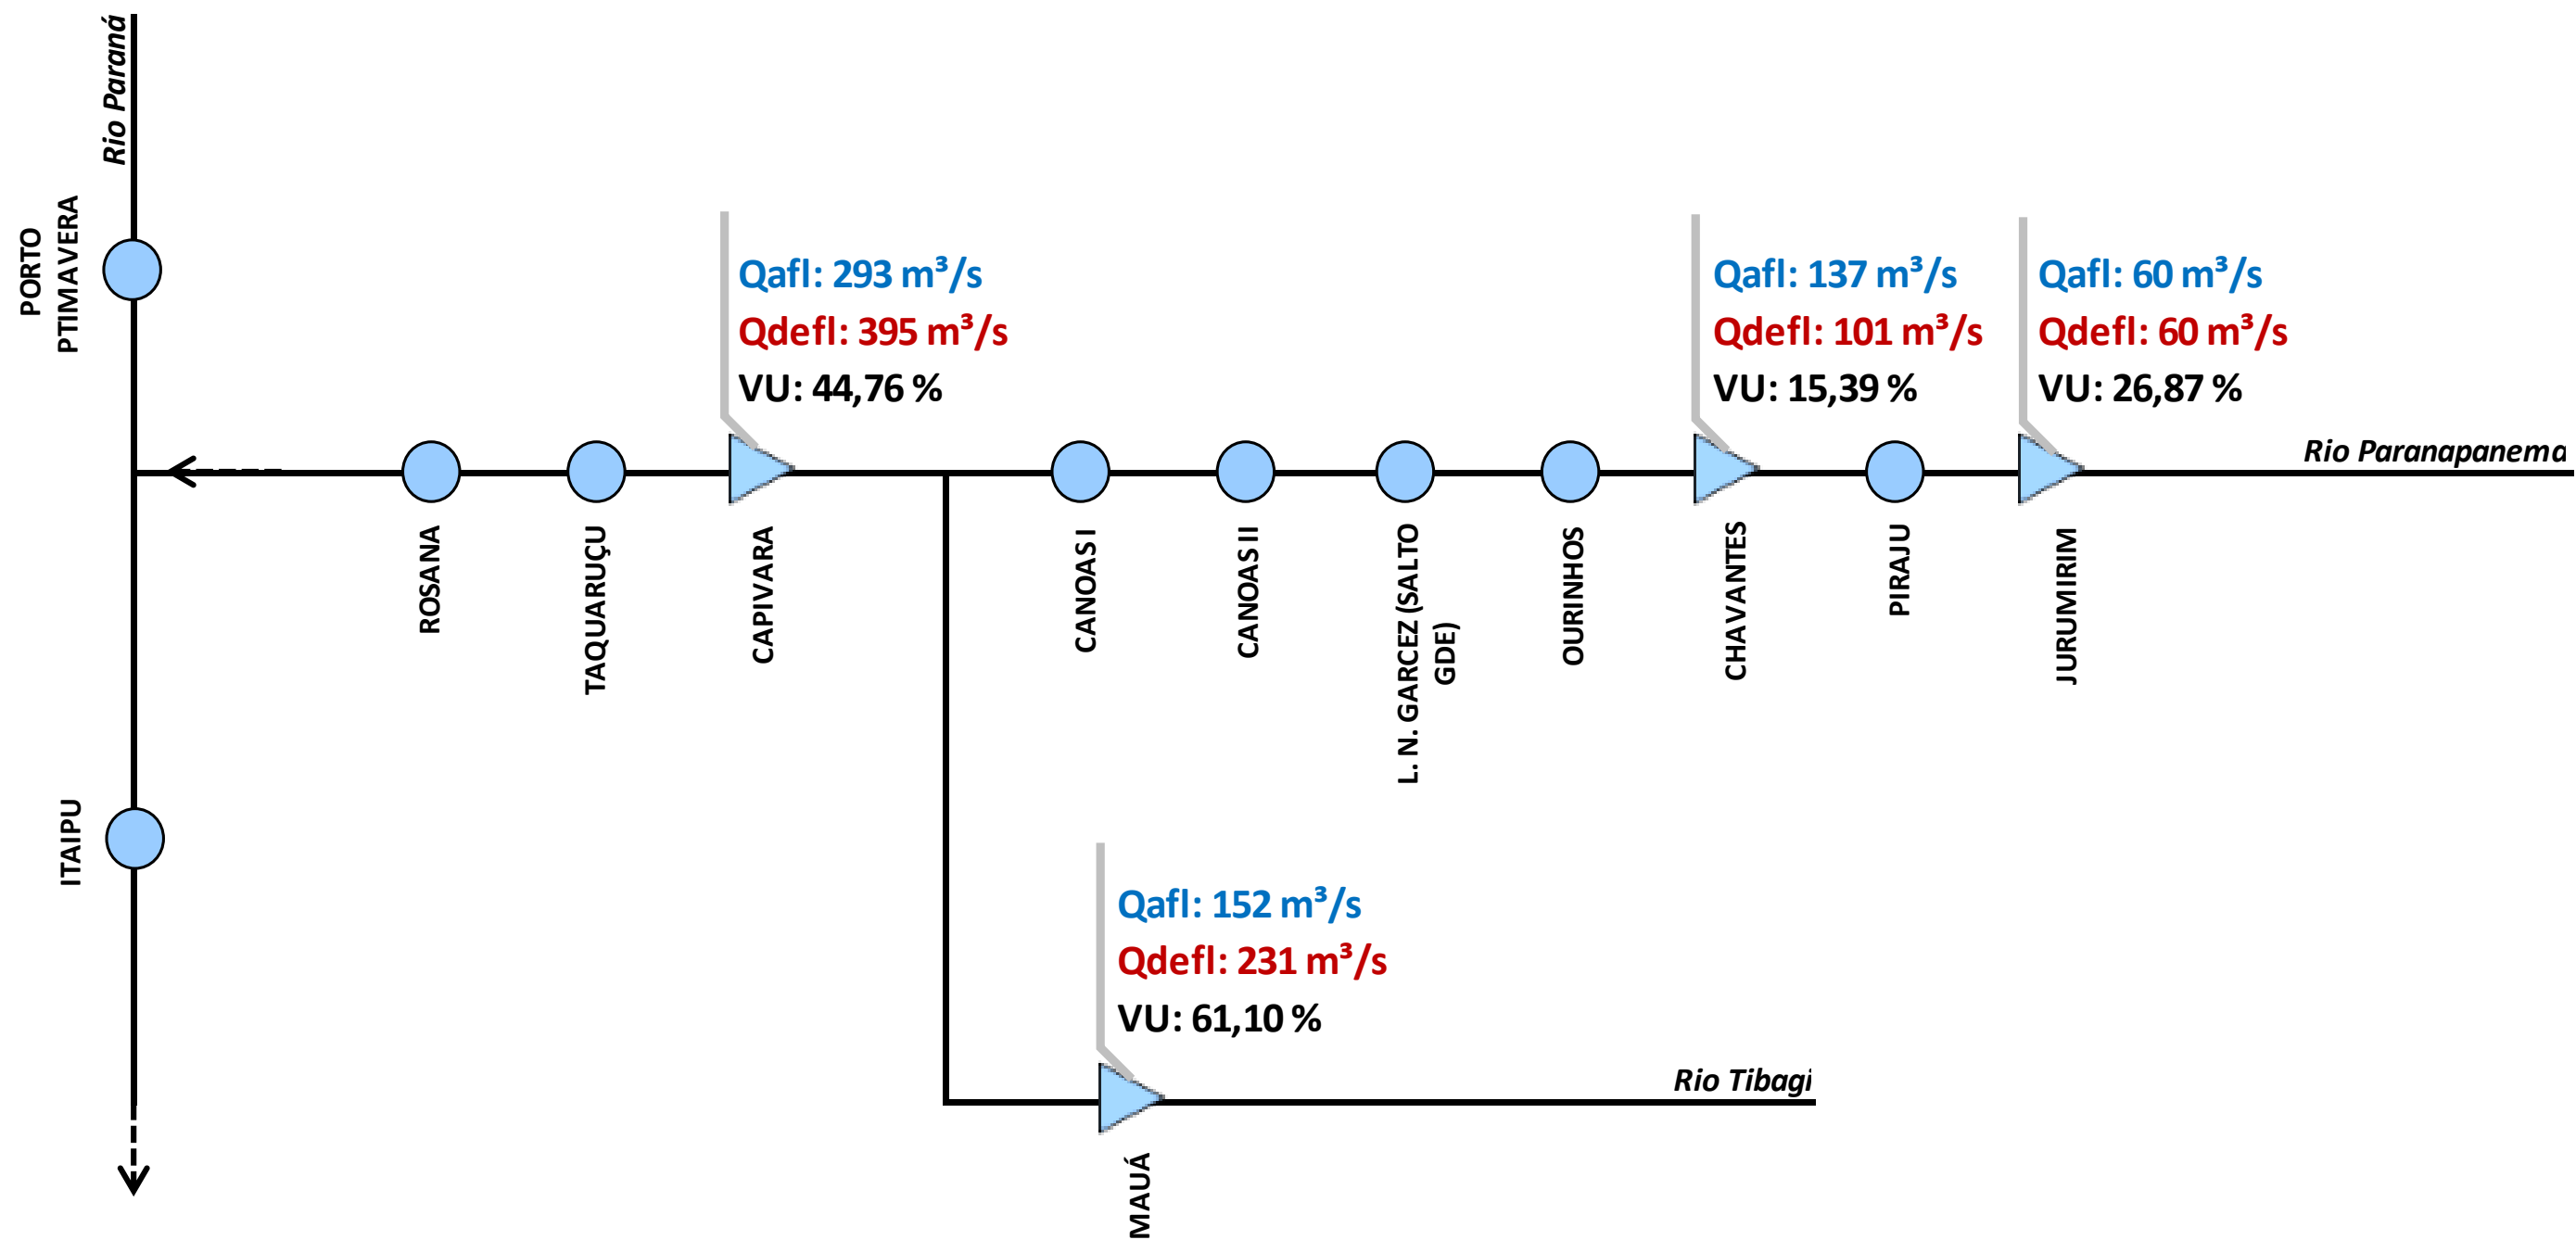 Rio Paraná
PORTO
PTIMAVERA
Qafl: 293 m³/s
Qdefl: 395 m³/s
VU: 44,76 %
Qafl: 137 m³/s
Qdefl: 101 m³/s
VU: 15,39 %
Qafl: 60 m³/s
Qdefl: 60 m³/s
VU: 26,87 %
Rio Paranapanema
ROSANA
TAQUARUÇU
CAPIVARA
CANOAS I
CANOAS II
L. N. GARCEZ (SALTO
GDE)
OURINHOS
CHAVANTES
PIRAJU
JURUMIRIM
ITAIPU
Qafl: 152 m³/s
Qdefl: 231 m³/s
VU: 61,10 %
Rio Tibagi
MAUÁ